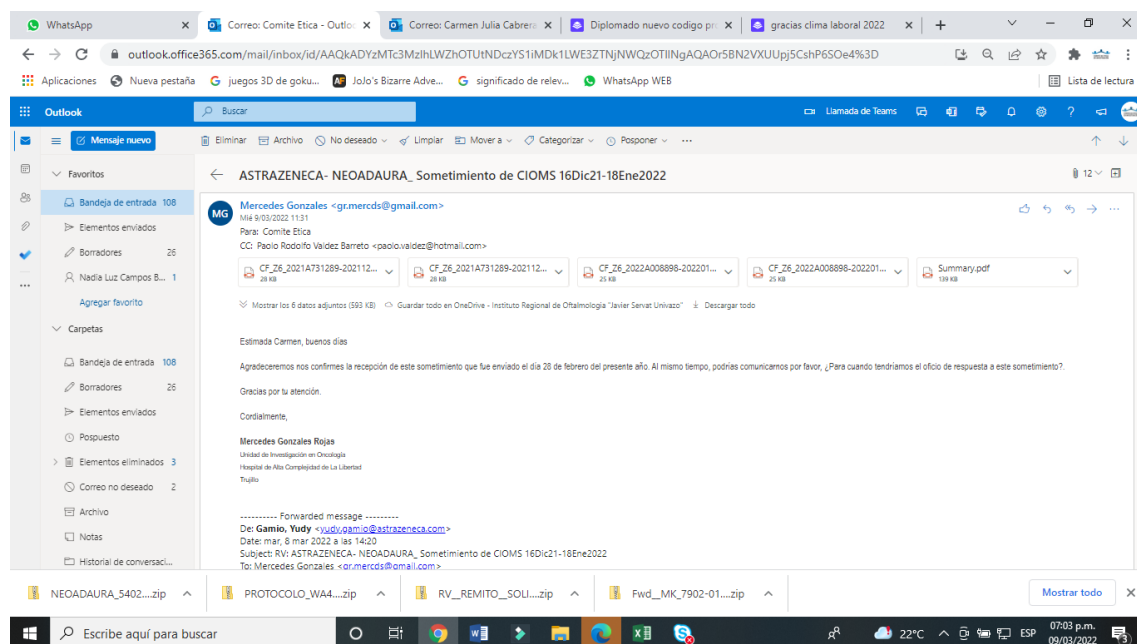 WhatsApp
Correo: Comite Etica - Outloo
Correo: Carmen Julia Cabrera
Diplomado nuevo codigo pr
gracias clima laboral 2022
Aplicaciones
Nueva pestaña
juegos 3D de goku...
JoJo's Bizarre Adve...
significado de relev...
WhatsApp WEB
Lista de lectura
Outlook
Buscar
Llamada de Teams
Mensaje nuevo
Eliminar
Archivo
No deseado
Limpiar
Mover a
Categorizar
Posponer
Favoritos
Bandeja de entrada 108
Elementos enviados
Borradores 26
Nadia Luz Campos B... 1
Agregar favorito
Carpetas
Bandeja de entrada 108
Borradores 26
Elementos enviados
Pospuesto
Elementos eliminados 3
Correo no deseado 2
Archivo
Notas
Historial de conversaci...
ASTRAZENECA- NEOADAURA_ Sometimiento de CIOMS 16Dic21-18Ene2022
12
MG
Mercedes Gonzales <gr.mercds@gmail.com>
Mié 9/03/2022 11:31
Para: Comite Etica
CC: Paolo Rodolfo Valdez Barreto <paolo.valdez@hotmail.com>
CF_Z6_2021A731289-202112...
28 KB
CF_Z6_2021A731289-202112...
28 KB
CF_Z6_2022A008898-202201...
25 KB
CF_Z6_2022A008898-202201...
25 KB
Summary.pdf
139 KB
Mostrar los 6 datos adjuntos (593 KB)
Guardar todo en OneDrive - Instituto Regional de Oftalmologia "Javier Servat Univazo"
Descargar todo
Estimada Carmen, buenos días
Agradeceremos nos confirmes la recepción de este sometimiento que fue enviado el día 28 de febrero del presente año. Al mismo tiempo, podrías comunicarnos por favor, ¿Para cuando tendríamos el oficio de respuesta a este sometimiento?.
Gracias por tu atención.
Cordialmente,
Mercedes Gonzales Rojas
Unidad de Investigación en Oncología
Hospital de Alta Complejidad de La Libertad
Trujillo
---------- Forwarded message ---------
De: Gamio, Yudy <yudy.gamio@astrazeneca.com>
Date: mar, 8 mar 2022 a las 14:20
Subject: RV: ASTRAZENECA- NEOADAURA_ Sometimiento de CIOMS 16Dic21-18Ene2022
To: Mercedes Gonzales <gr.mercds@gmail.com>
NEOADAURA_5402....zip
PROTOCOLO_WA4....zip
RV__REMITO_SOLI....zip
Fwd__MK_7902-01....zip
Mostrar todo
Escribe aquí para buscar
22°C
ESP
07:03 p.m.
09/03/2022
3